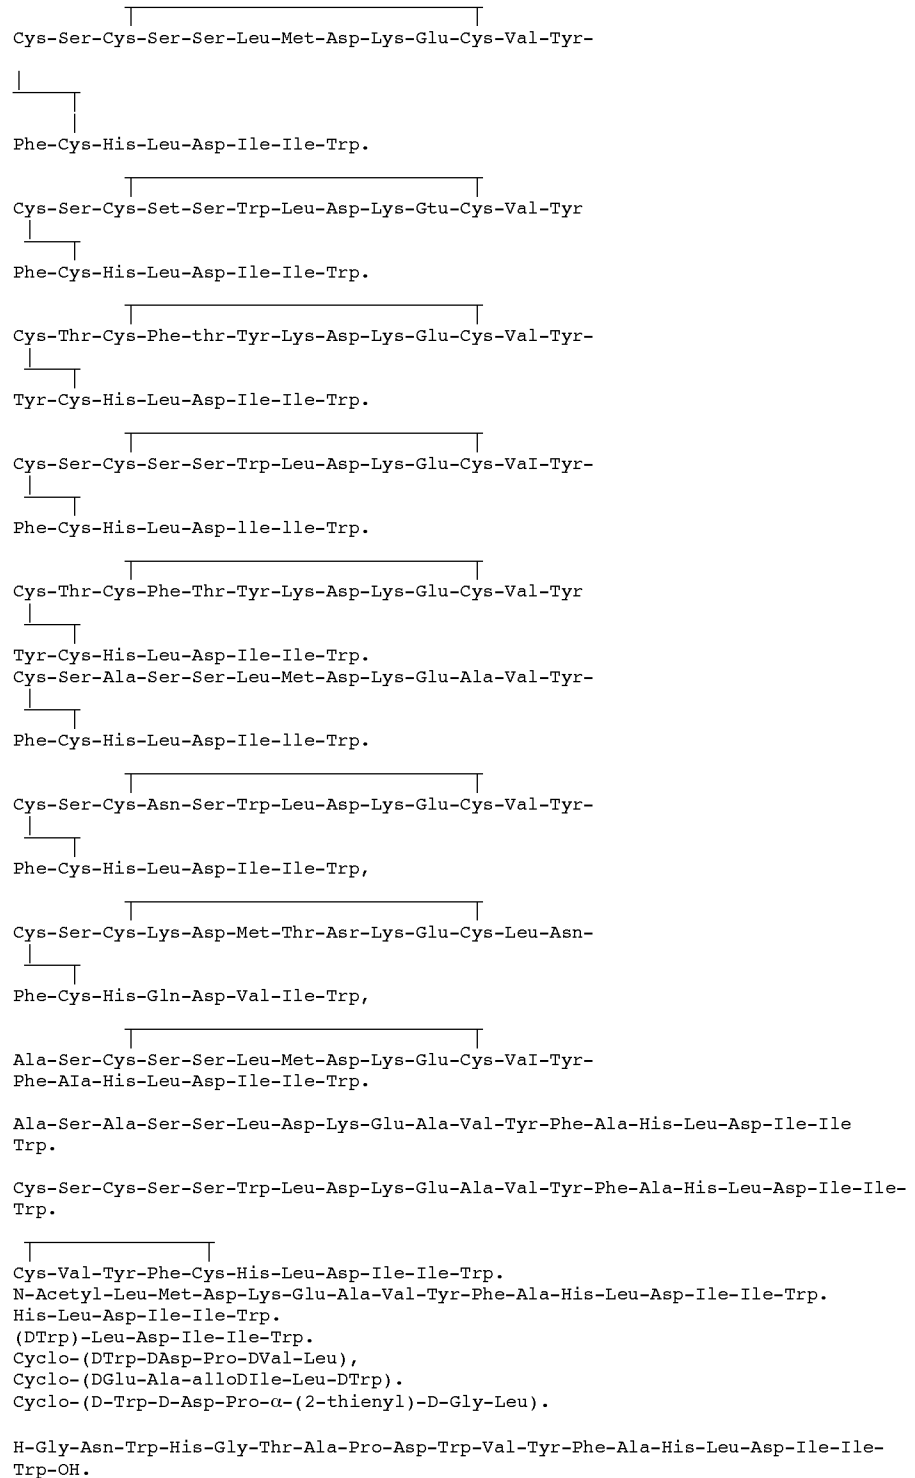 Cys-Ser-Cys-Ser-Ser-Leu-Met-Asp-Lys-Glu-Cys-Val-Tyr-
Phe-Cys-His-Leu-Asp-Ile-Ile-Trp.
Cys-Ser-Cys-Set-Ser-Trp-Leu-Asp-Lys-Gtu-Cys-Val-Tyr
Phe-Cys-His-Leu-Asp-Ile-Ile-Trp.
Cys-Thr-Cys-Phe-thr-Tyr-Lys-Asp-Lys-Glu-Cys-Val-Tyr-
Tyr-Cys-His-Leu-Asp-Ile-Ile-Trp.
Cys-Ser-Cys-Ser-Ser-Trp-Leu-Asp-Lys-Glu-Cys-VaI-Tyr-
Phe-Cys-His-Leu-Asp-lle-lle-Trp.
Cys-Thr-Cys-Phe-Thr-Tyr-Lys-Asp-Lys-Glu-Cys-Val-Tyr
Tyr-Cys-His-Leu-Asp-Ile-Ile-Trp.
Cys-Ser-Ala-Ser-Ser-Leu-Met-Asp-Lys-Glu-Ala-Val-Tyr-
Phe-Cys-His-Leu-Asp-Ile-lle-Trp.
Cys-Ser-Cys-Asn-Ser-Trp-Leu-Asp-Lys-Glu-Cys-Val-Tyr-
Phe-Cys-His-Leu-Asp-Ile-Ile-Trp,
Cys-Ser-Cys-Lys-Asp-Met-Thr-Asr-Lys-Glu-Cys-Leu-Asn-
Phe-Cys-His-Gln-Asp-Val-Ile-Trp,
Ala-Ser-Cys-Ser-Ser-Leu-Met-Asp-Lys-Glu-Cys-VaI-Tyr-
Phe-AIa-His-Leu-Asp-Ile-Ile-Trp.
Ala-Ser-Ala-Ser-Ser-Leu-Asp-Lys-Glu-Ala-Val-Tyr-Phe-Ala-His-Leu-Asp-Ile-Ile
Trp.
Cys-Ser-Cys-Ser-Ser-Trp-Leu-Asp-Lys-Glu-Ala-Val-Tyr-Phe-Ala-His-Leu-Asp-Ile-Ile-
Trp.
Cys-Val-Tyr-Phe-Cys-His-Leu-Asp-Ile-Ile-Trp.
N-Acetyl-Leu-Met-Asp-Lys-Glu-Ala-Val-Tyr-Phe-Ala-His-Leu-Asp-Ile-Ile-Trp.
His-Leu-Asp-Ile-Ile-Trp.
(DTrp)-Leu-Asp-Ile-Ile-Trp.
Cyclo-(DTrp-DAsp-Pro-DVal-Leu),
Cyclo-(DGlu-Ala-alloDIle-Leu-DTrp).
Cyclo-(D-Trp-D-Asp-Pro-α-(2-thienyl)-D-Gly-Leu).
H-Gly-Asn-Trp-His-Gly-Thr-Ala-Pro-Asp-Trp-Val-Tyr-Phe-Ala-His-Leu-Asp-Ile-Ile-
Trp-OH.